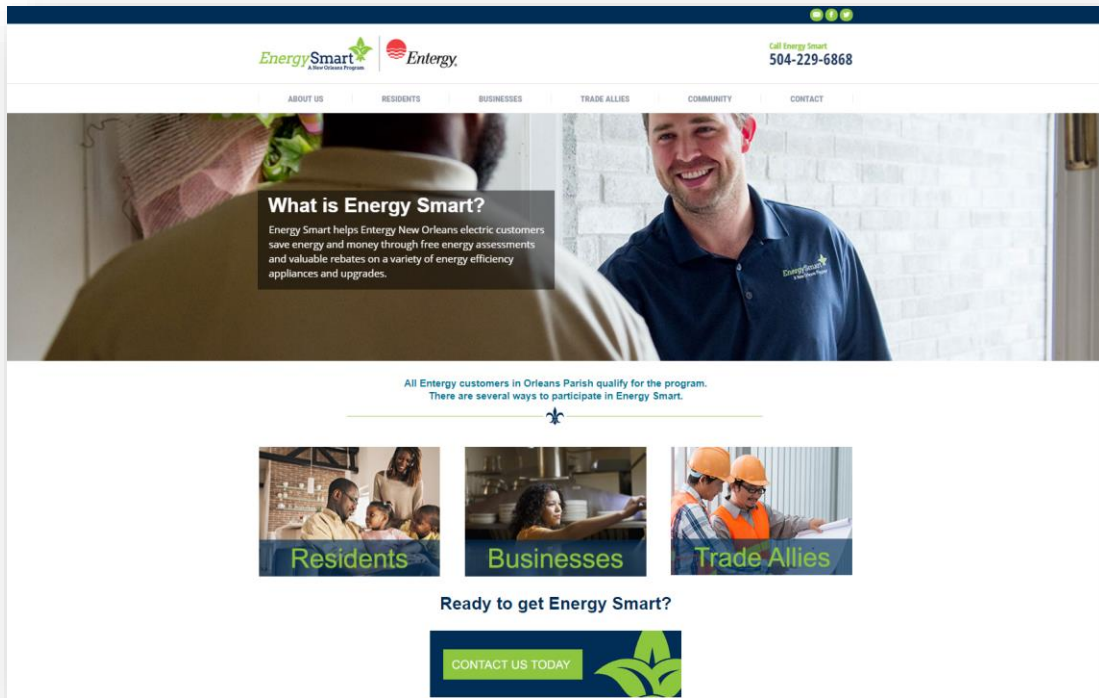 EnergySmart
A New Orleans Program
Entergy
Call Energy Smart
504-229-6868
ABOUT US RESIDENTS BUSINESSES TRADE ALLIES COMMUNITY CONTACT
What is Energy Smart?
Energy Smart helps Entergy New Orleans electric customers
save energy and money through free energy assessments
and valuable rebates on a variety of energy efficiency
appliances and upgrades.
EnergySmart
A New Orleans Program
All Entergy customers in Orleans Parish qualify for the program.
There are several ways to participate in Energy Smart.
Residents
Businesses
Trade Allies
Ready to get Energy Smart?
CONTACT US TODAY